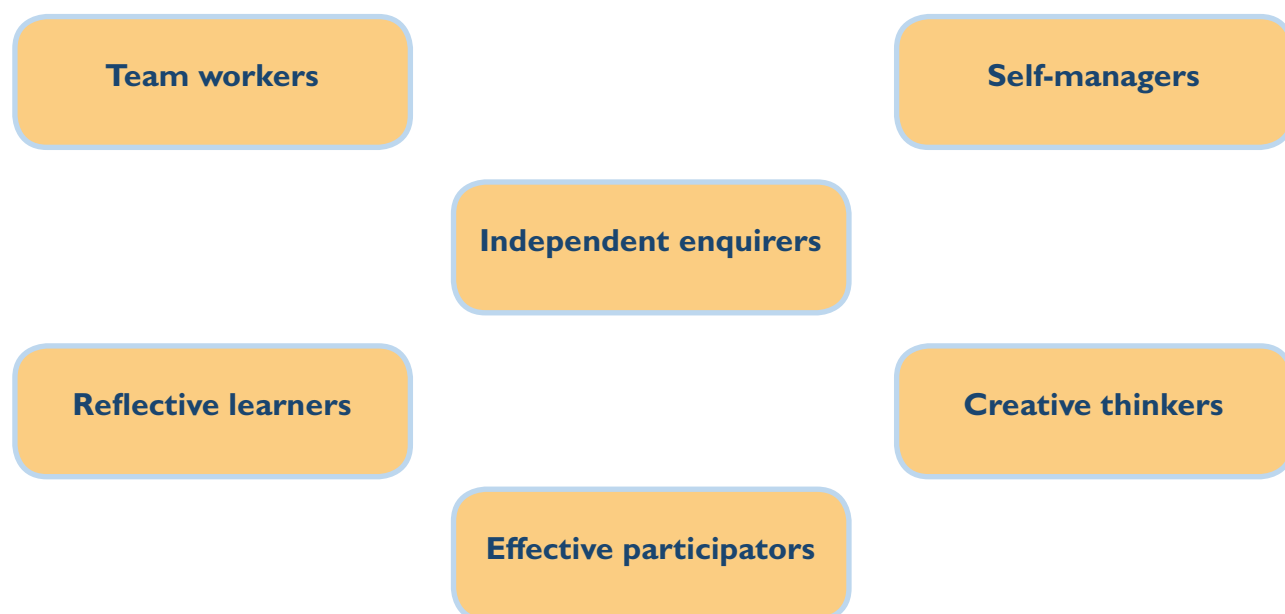 Team workers
Self-managers
Independent enquirers
Reflective learners
Creative thinkers
Effective participators